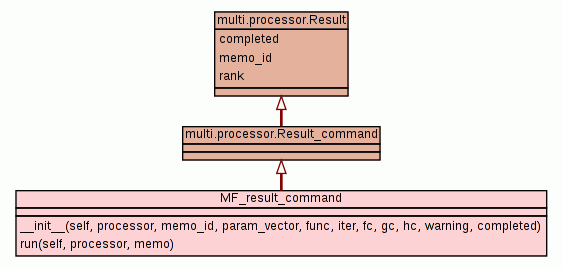 multi.processor.Result
completed
memo_id
rank
multi.processor.Result_command
MF_result_command
__init__(self, processor, memo_id, param_vector, func, iter, fc, gc, hc, warning, completed)
run(self, processor, memo)